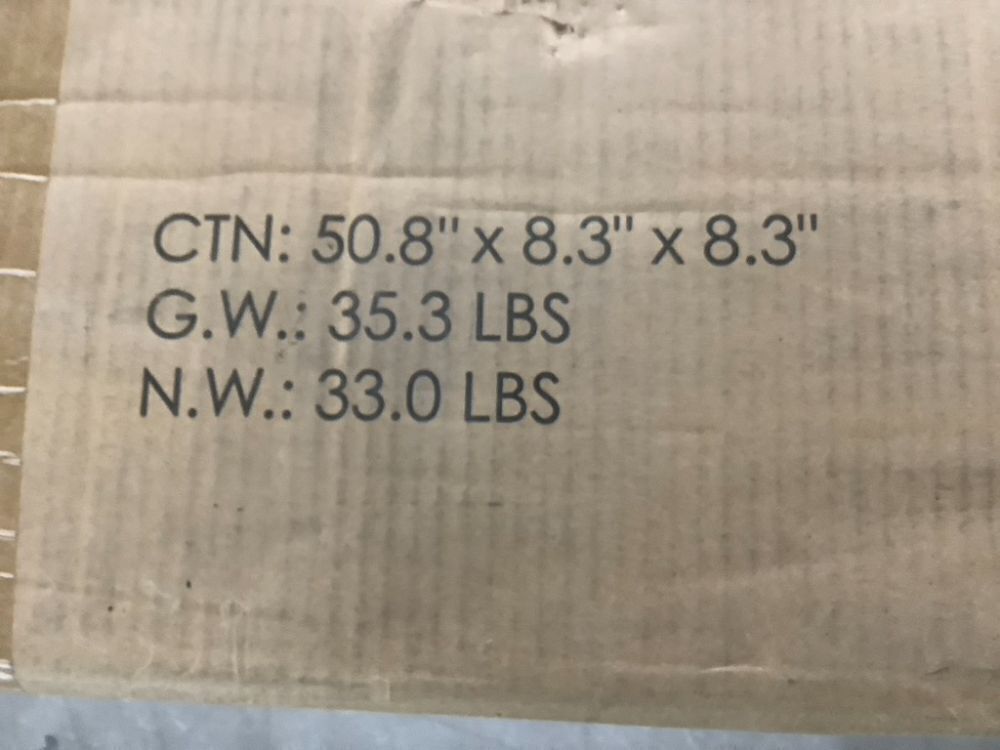 CTN: 50.8" x 8.3" x 8.3"
G.W.: 35.3 LBS
N.W.: 33.0 LBS